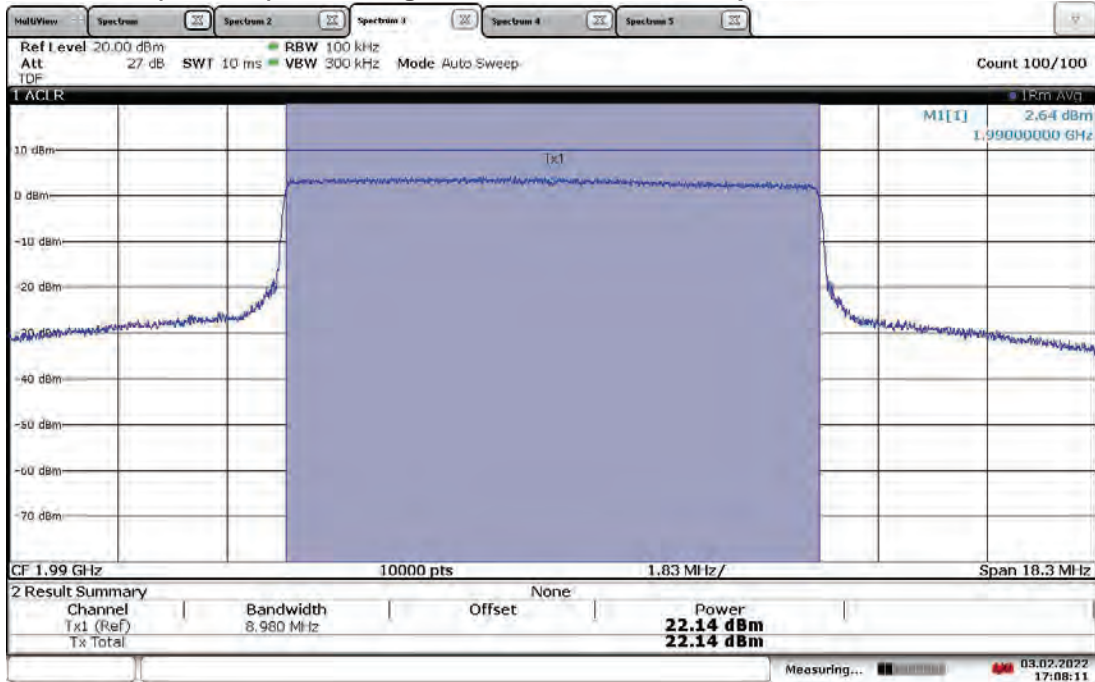 MultiView Spectrum Spectrum 2 Spectrum 3 Spectrum 4 Spectrum 5
Ref Level 20.00 dBm RBW 100 kHz
Att 27 dB SWT 10 ms VBW 300 kHz Mode Auto Sweep Count 100/100
TDF
1 ACLR 1Rm Avg
M1[1] 2.64 dBm
1.99000000 GHz
10 dBm
Tx1
0 dBm
-10 dBm
-20 dBm
-30 dBm
-40 dBm
-50 dBm
-60 dBm
-70 dBm
CF 1.99 GHz 10000 pts 1.83 MHz/ Span 18.3 MHz
2 Result Summary None
Channel Bandwidth Offset Power
Tx1 (Ref) 8.980 MHz 22.14 dBm
Tx Total 22.14 dBm
Measuring... 03.02.2022
17:08:11